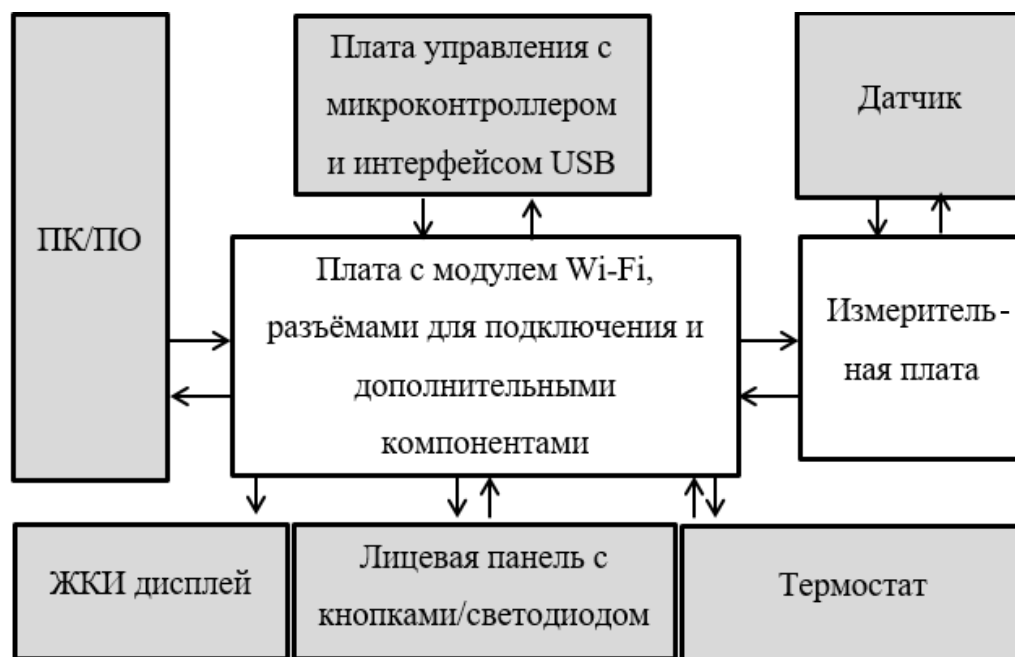 Плата управления с
микроконтроллером
и интерфейсом USB
Датчик
ПК/ПО
Плата с модулем Wi-Fi,
разъёмами для подключения и
дополнительными
компонентами
Измеритель-
ная плата
ЖКИ дисплей
Лицевая панель с
кнопками/светодиодом
Термостат